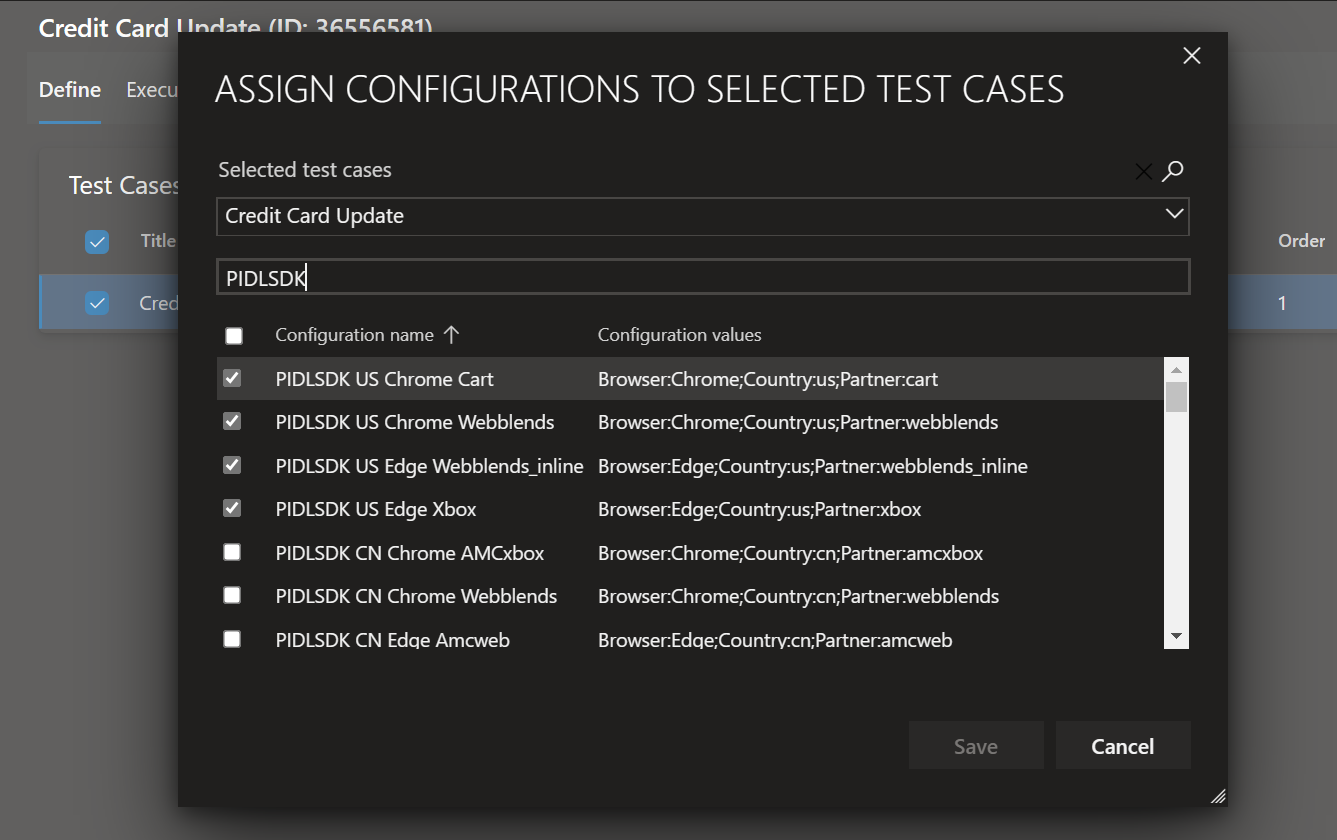 Credit Card Update (ID: 36556581)
Define
ASSIGN CONFIGURATIONS TO SELECTED TEST CASES
Selected test cases
Test Cases
Credit Card Update
Title
Order
PIDLSDK
1
Configuration name
Configuration values
PIDLSDK US Chrome Cart Browser:Chrome;Country:us;Partner:cart
PIDLSDK US Chrome Webblends Browser:Chrome;Country:us;Partner:webblends
PIDLSDK US Edge Webblends_inline Browser:Edge;Country:us;Partner:webblends_inline
PIDLSDK US Edge Xbox Browser:Edge;Country:us;Partner:xbox
PIDLSDK CN Chrome AMCxbox Browser:Chrome;Country:cn;Partner:amcxbox
PIDLSDK CN Chrome Webblends Browser:Chrome;Country:cn;Partner:webblends
PIDLSDK CN Edge Amcweb Browser:Edge;Country:cn;Partner:amcweb
Save
Cancel